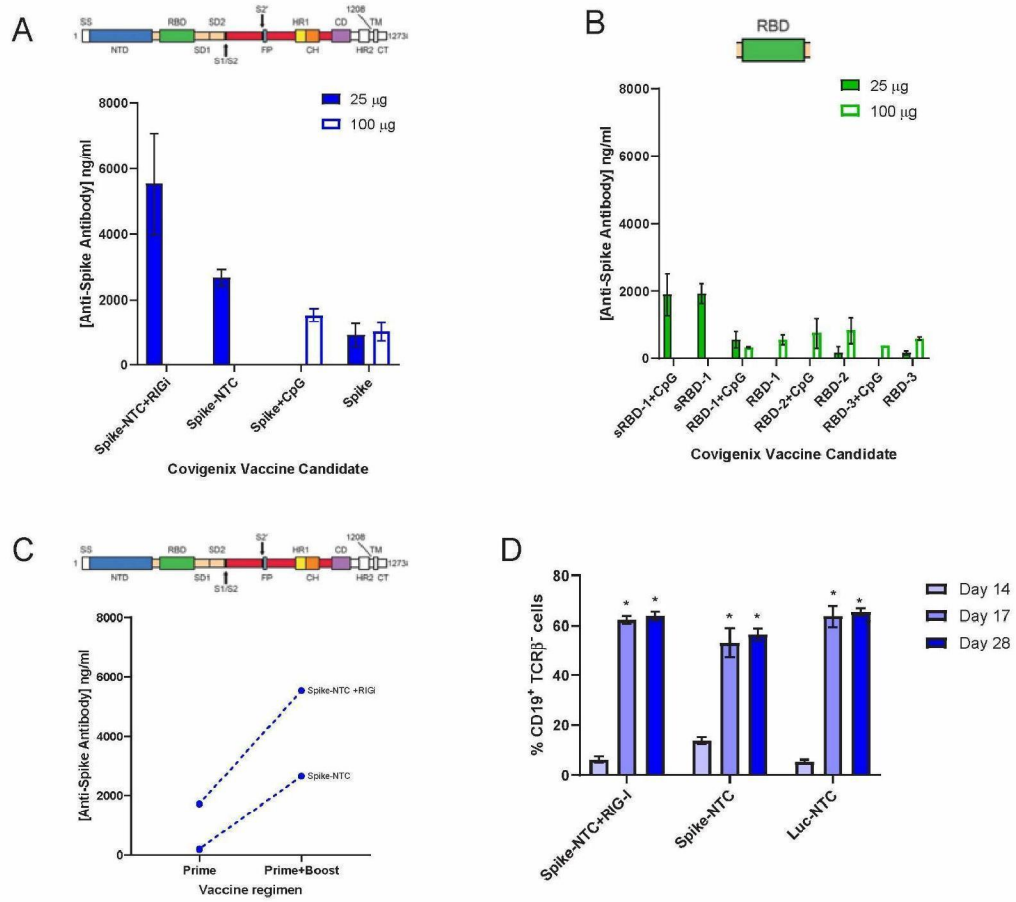 A
SS
RBD
SD2
S2'
HR1
CD
1208
TM
1
1273
NTD
SD1
FP
CH
HR2
CT
S1/S2
25 µg
100 µg
8000
6000
4000
2000
0
[Anti-Spike Antibody] ng/ml
Spike-NTC+RIGi
Spike-NTC
Spike+CpG
Spike
Covigenix Vaccine Candidate
B
RBD
25 µg
100 µg
8000
6000
4000
2000
0
[Anti-Spike Antibody] ng/ml
sRBD-1+CpG
sRBD-1
RBD-1+CpG
RBD-1
RBD-2+CpG
RBD-2
RBD-3+CpG
RBD-3
Covigenix Vaccine Candidate
C
SS
RBD
SD2
S2'
HR1
CD
1208
TM
1
1273
NTD
SD1
FP
CH
HR2
CT
S1/S2
8000
6000
4000
2000
0
[Anti-Spike Antibody] ng/ml
Spike-NTC +RIGi
Spike-NTC
Prime
Prime+Boost
Vaccine regimen
D
80
60
40
20
0
% CD19⁺ TCRβ⁻ cells
* *
* *
* *
Day 14
Day 17
Day 28
Spike-NTC+RIG-I
Spike-NTC
Luc-NTC